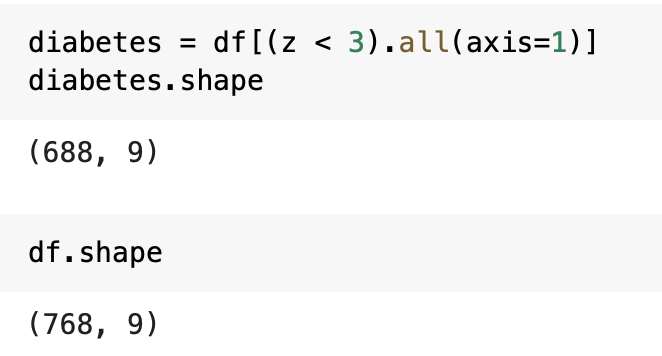 diabetes = df[(z < 3).all(axis=1)]
diabetes.shape
(688, 9)
df.shape
(768, 9)